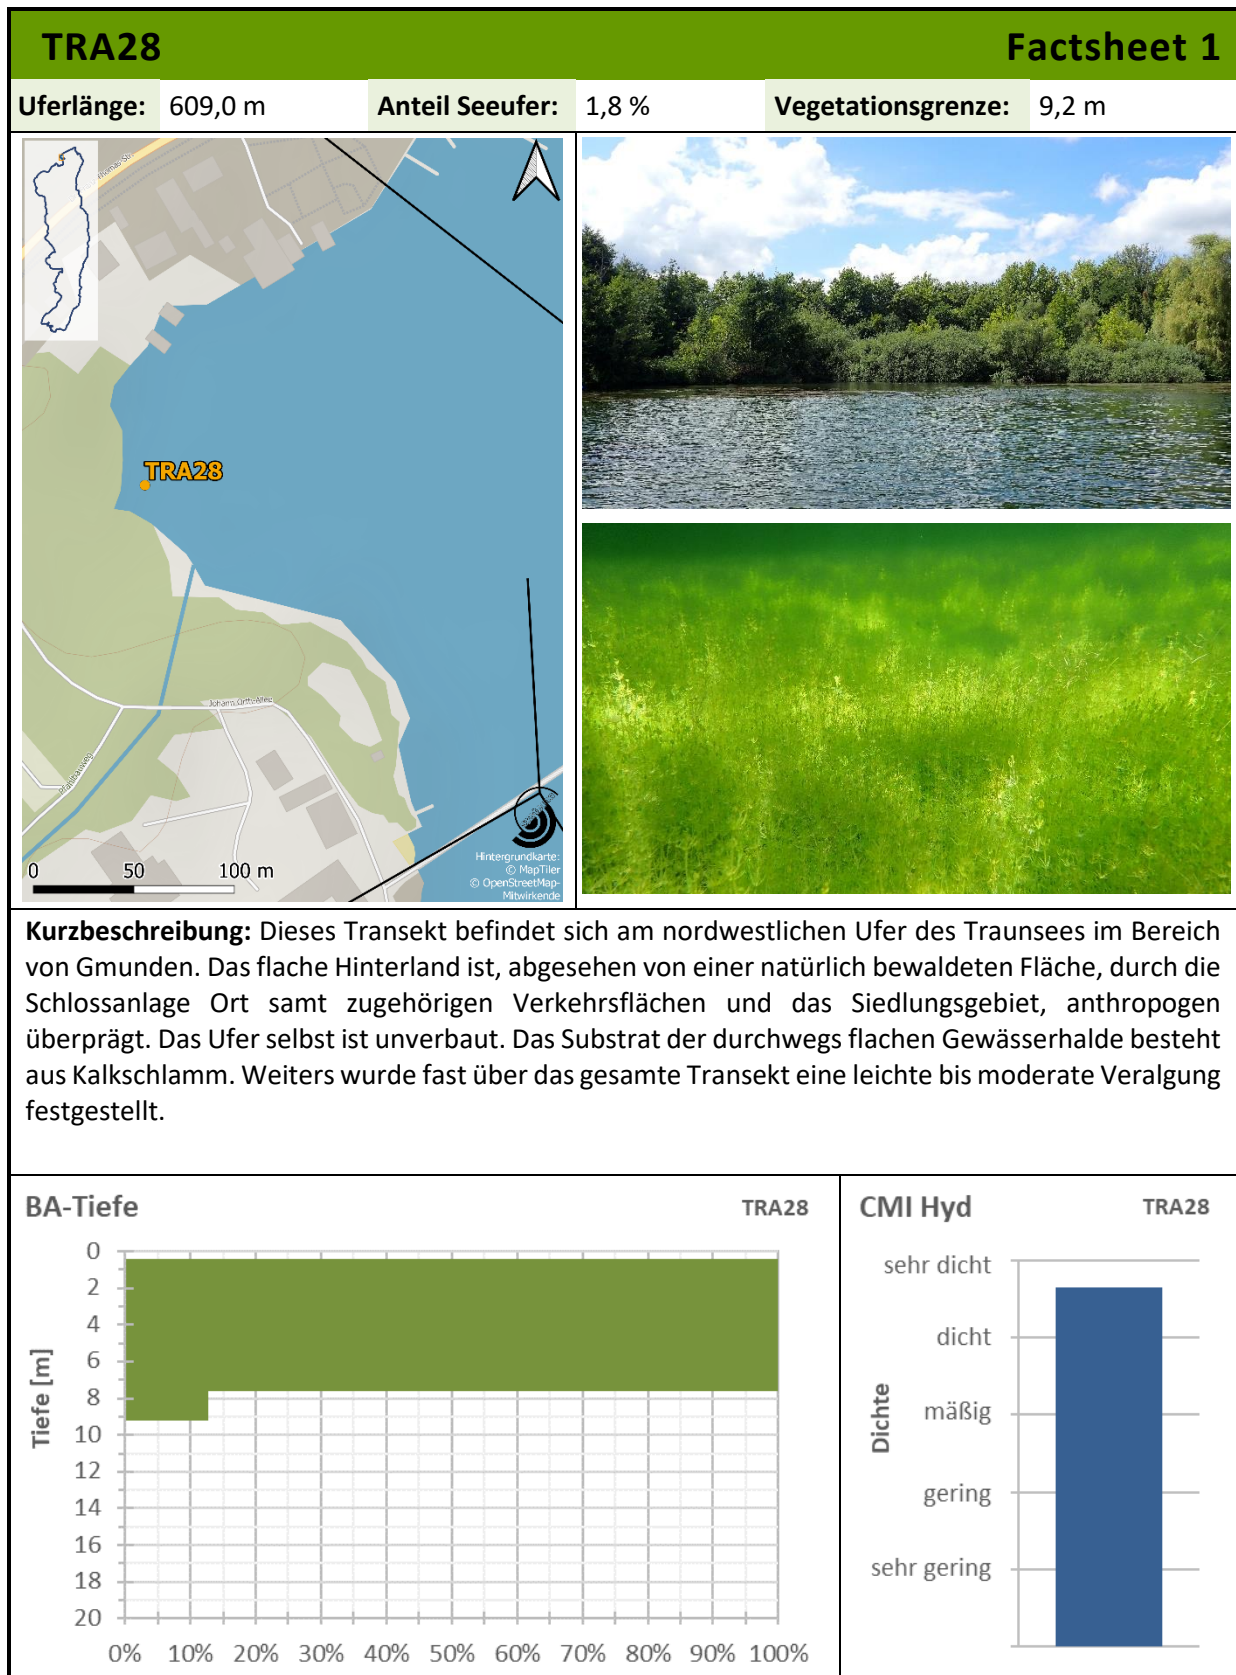 TRA28 Factsheet 1
Uferlänge: 609,0 m Anteil Seeufer: 1,8 % Vegetationsgrenze: 9,2 m
TRA28
Johann-Orth-Allee
Pfahlbauweg
0 50 100 m
Hintergrundkarte:
© MapTiler
© OpenStreetMap-
Mitwirkende
Kurzbeschreibung: Dieses Transekt befindet sich am nordwestlichen Ufer des Traunsees im Bereich
von Gmunden. Das flache Hinterland ist, abgesehen von einer natürlich bewaldeten Fläche, durch die
Schlossanlage Ort samt zugehörigen Verkehrsflächen und das Siedlungsgebiet, anthropogen
überprägt. Das Ufer selbst ist unverbaut. Das Substrat der durchwegs flachen Gewässerhalde besteht
aus Kalkschlamm. Weiters wurde fast über das gesamte Transekt eine leichte bis moderate Veralgung
festgestellt.
BA-Tiefe TRA28
Tiefe [m]
0
2
4
6
8
10
12
14
16
18
20
0% 10% 20% 30% 40% 50% 60% 70% 80% 90% 100%
CMI Hyd TRA28
Dichte
sehr dicht
dicht
mäßig
gering
sehr gering